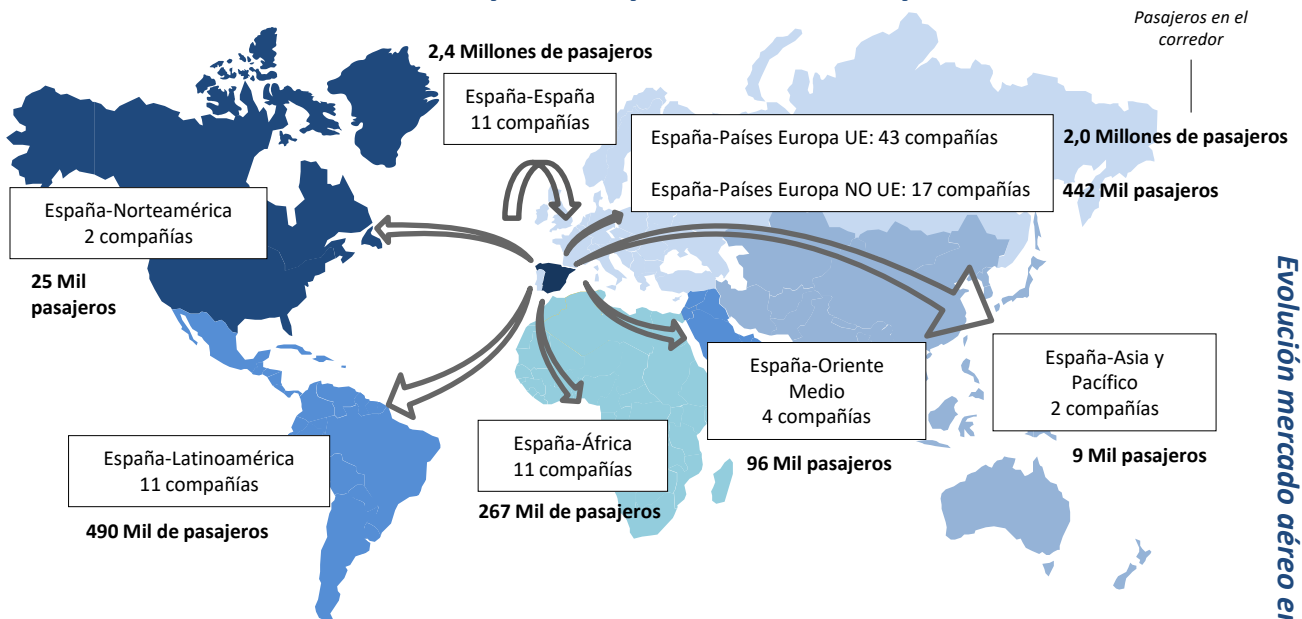 Pasajeros en el
corredor
2,4 Millones de pasajeros
España-España
11 compañías
España-Países Europa UE: 43 compañías
2,0 Millones de pasajeros
España-Países Europa NO UE: 17 compañías
442 Mil pasajeros
España-Norteamérica
2 compañías
25 Mil
pasajeros
España-Oriente
Medio
4 compañías
96 Mil pasajeros
España-Asia y
Pacífico
2 compañías
9 Mil pasajeros
España-África
11 compañías
267 Mil de pasajeros
España-Latinoamérica
11 compañías
490 Mil de pasajeros
Evolución mercado aéreo